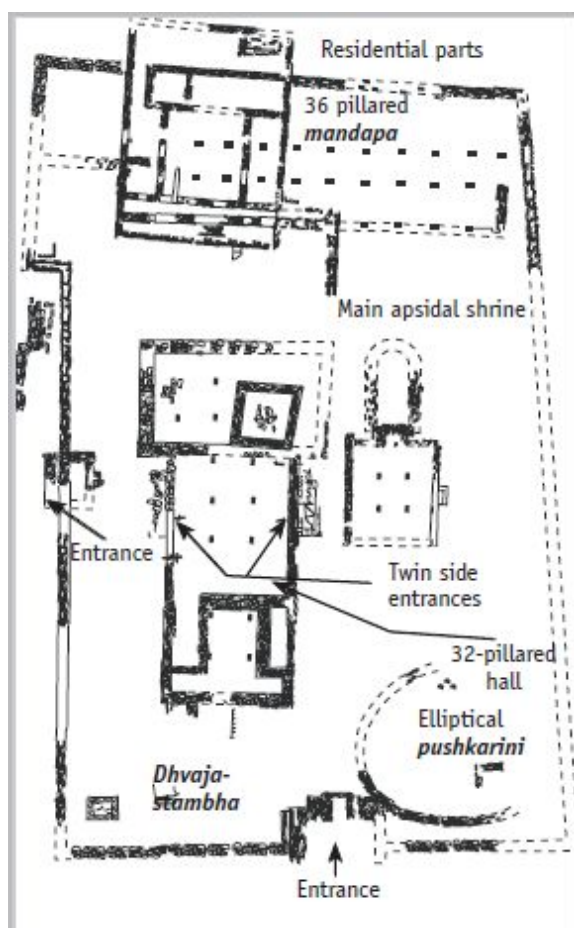 Residential parts
36 pillared
mandapa
Main apsidal shrine
Entrance
Twin side
entrances
32-pillared
hall
Elliptical
pushkarini
Dhvaja-
stambha
Entrance